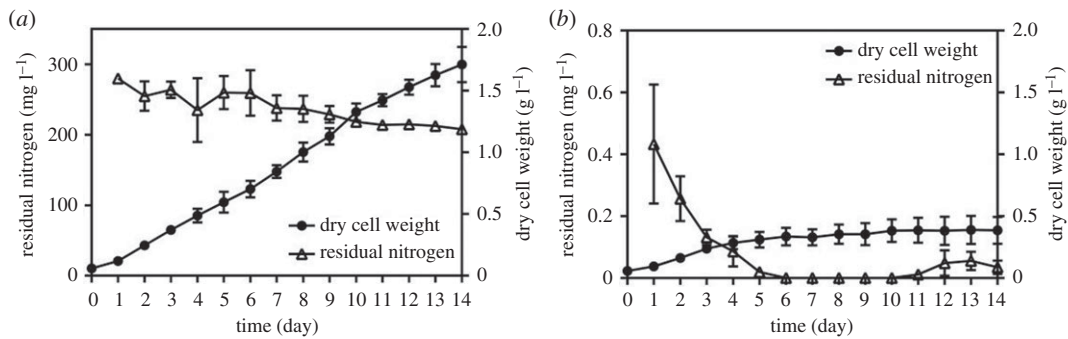 (a)
residual nitrogen (mg l⁻¹)
300
200
100
0
2.0
1.5
1.0
0.5
0
dry cell weight (g l⁻¹)
dry cell weight
residual nitrogen
0 1 2 3 4 5 6 7 8 9 10 11 12 13 14
time (day)
(b)
residual nitrogen (mg l⁻¹)
0.8
0.6
0.4
0.2
0
2.0
1.5
1.0
0.5
0
dry cell weight (g l⁻¹)
dry cell weight
residual nitrogen
0 1 2 3 4 5 6 7 8 9 10 11 12 13 14
time (day)